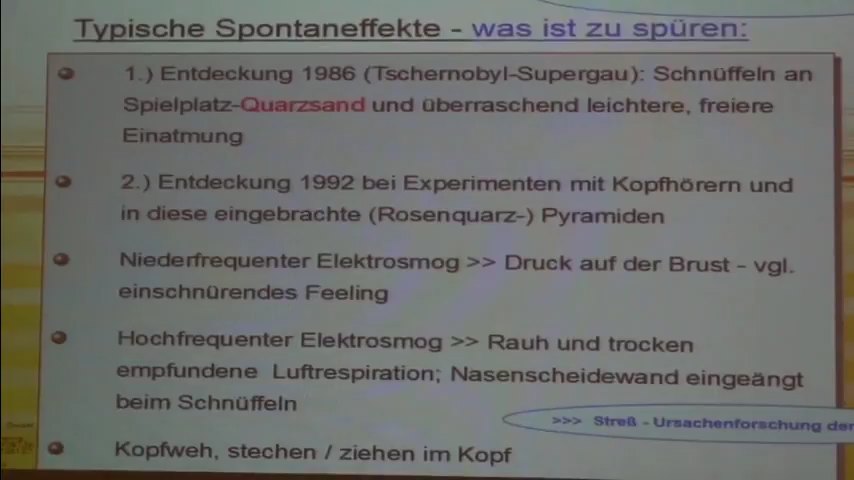 Typische Spontaneffekte - was ist zu spüren:
1.) Entdeckung 1986 (Tschernobyl-Supergau): Schnüffeln an
Spielplatz-Quarzsand und überraschend leichtere, freiere
Einatmung
2.) Entdeckung 1992 bei Experimenten mit Kopfhörern und
in diese eingebrachte (Rosenquarz-) Pyramiden
Niederfrequenter Elektrosmog >> Druck auf der Brust - vgl.
einschnürendes Feeling
Hochfrequenter Elektrosmog >> Rauh und trocken
empfundene Luftrespiration; Nasenscheidewand eingeängt
beim Schnüffeln
>>> Streß - Ursachenforschung der
Kopfweh, stechen / ziehen im Kopf